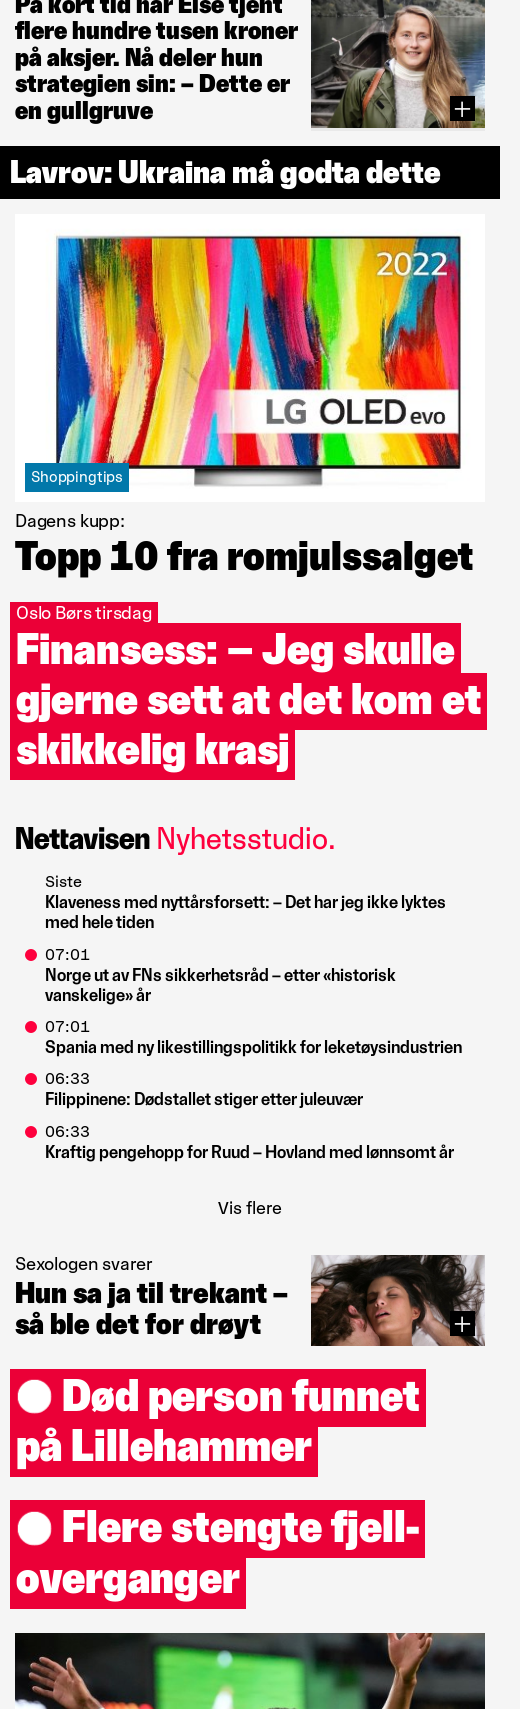 På kort tid har Else tjent
flere hundre tusen kroner
på aksjer. Nå deler hun
strategien sin: – Dette er
en gullgruve
Lavrov: Ukraina må godta dette
2022
LG OLED evo
Shoppingtips
Dagens kupp:
Topp 10 fra romjulssalget
Oslo Børs tirsdag
Finansess: – Jeg skulle
gjerne sett at det kom et
skikkelig krasj
Nettavisen Nyhetsstudio.
Siste
Klaveness med nyttårsforsett: – Det har jeg ikke lyktes
med hele tiden
07:01
Norge ut av FNs sikkerhetsråd – etter «historisk
vanskelige» år
07:01
Spania med ny likestillingspolitikk for leketøysindustrien
06:33
Filippinene: Dødstallet stiger etter juleuvær
06:33
Kraftig pengehopp for Ruud – Hovland med lønnsomt år
Vis flere
Sexologen svarer
Hun sa ja til trekant –
så ble det for drøyt
Død person funnet
på Lillehammer
Flere stengte fjell-
overganger